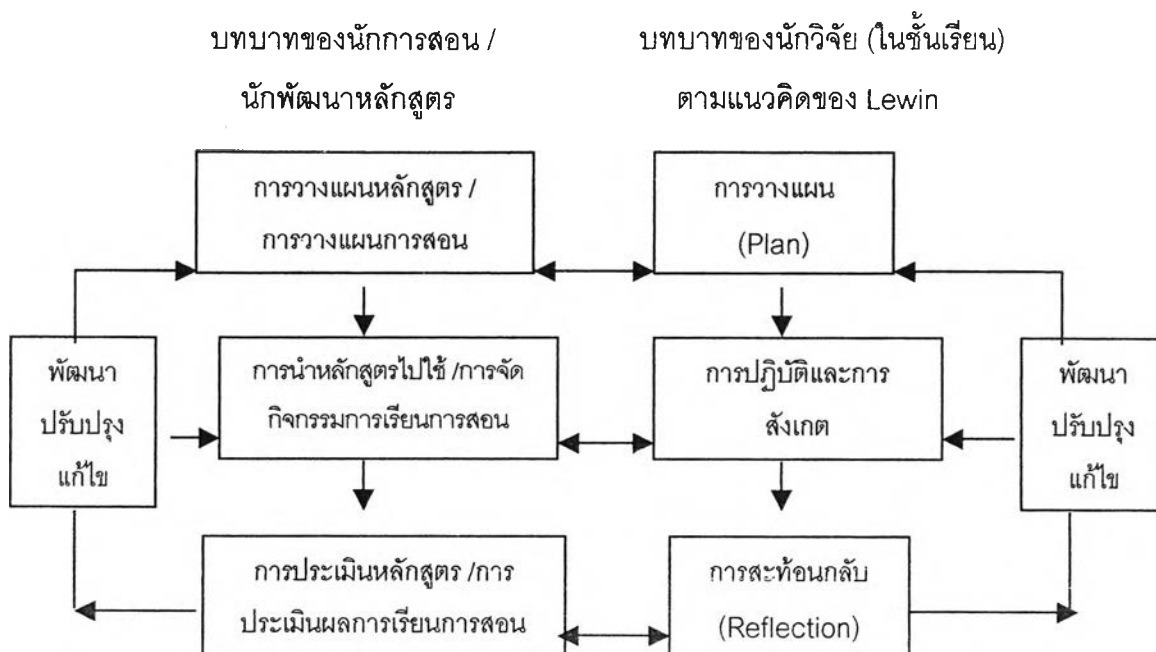 บทบาทของนักการสอน /
นักพัฒนาหลักสูตร
บทบาทของนักวิจัย (ในชั้นเรียน)
ตามแนวคิดของ Lewin
การวางแผนหลักสูตร /
การวางแผนการสอน
การวางแผน
(Plan)
พัฒนา
ปรับปรุง
แก้ไข
การนำหลักสูตรไปใช้ /การจัด
กิจกรรมการเรียนการสอน
การปฏิบัติและการ
สังเกต
พัฒนา
ปรับปรุง
แก้ไข
การประเมินหลักสูตร /การ
ประเมินผลการเรียนการสอน
การสะท้อนกลับ
(Reflection)